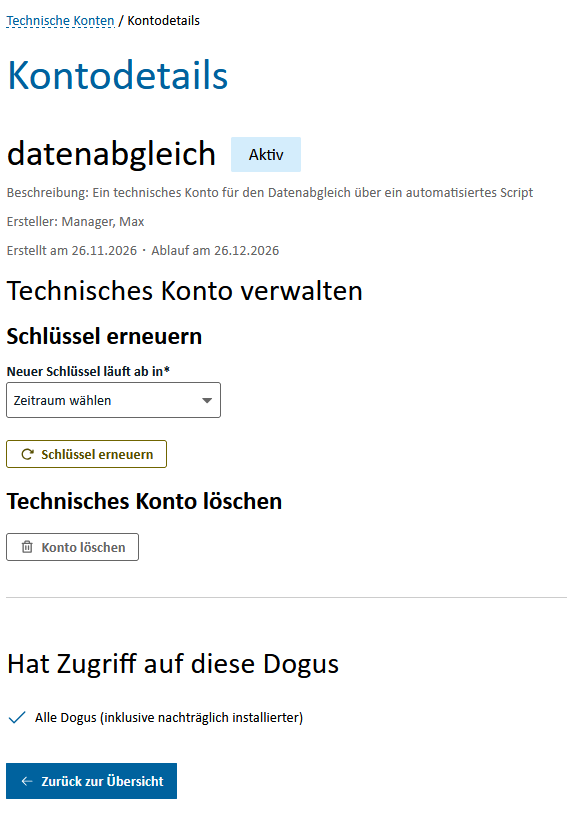 Technische Konten / Kontodetails
Kontodetails
datenabgleich Aktiv
Beschreibung: Ein technisches Konto für den Datenabgleich über ein automatisiertes Script
Ersteller: Manager, Max
Erstellt am 26.11.2026 · Ablauf am 26.12.2026
Technisches Konto verwalten
Schlüssel erneuern
Neuer Schlüssel läuft ab in*
Zeitraum wählen
Schlüssel erneuern
Technisches Konto löschen
Konto löschen
Hat Zugriff auf diese Dogus
Alle Dogus (inklusive nachträglich installierter)
Zurück zur Übersicht